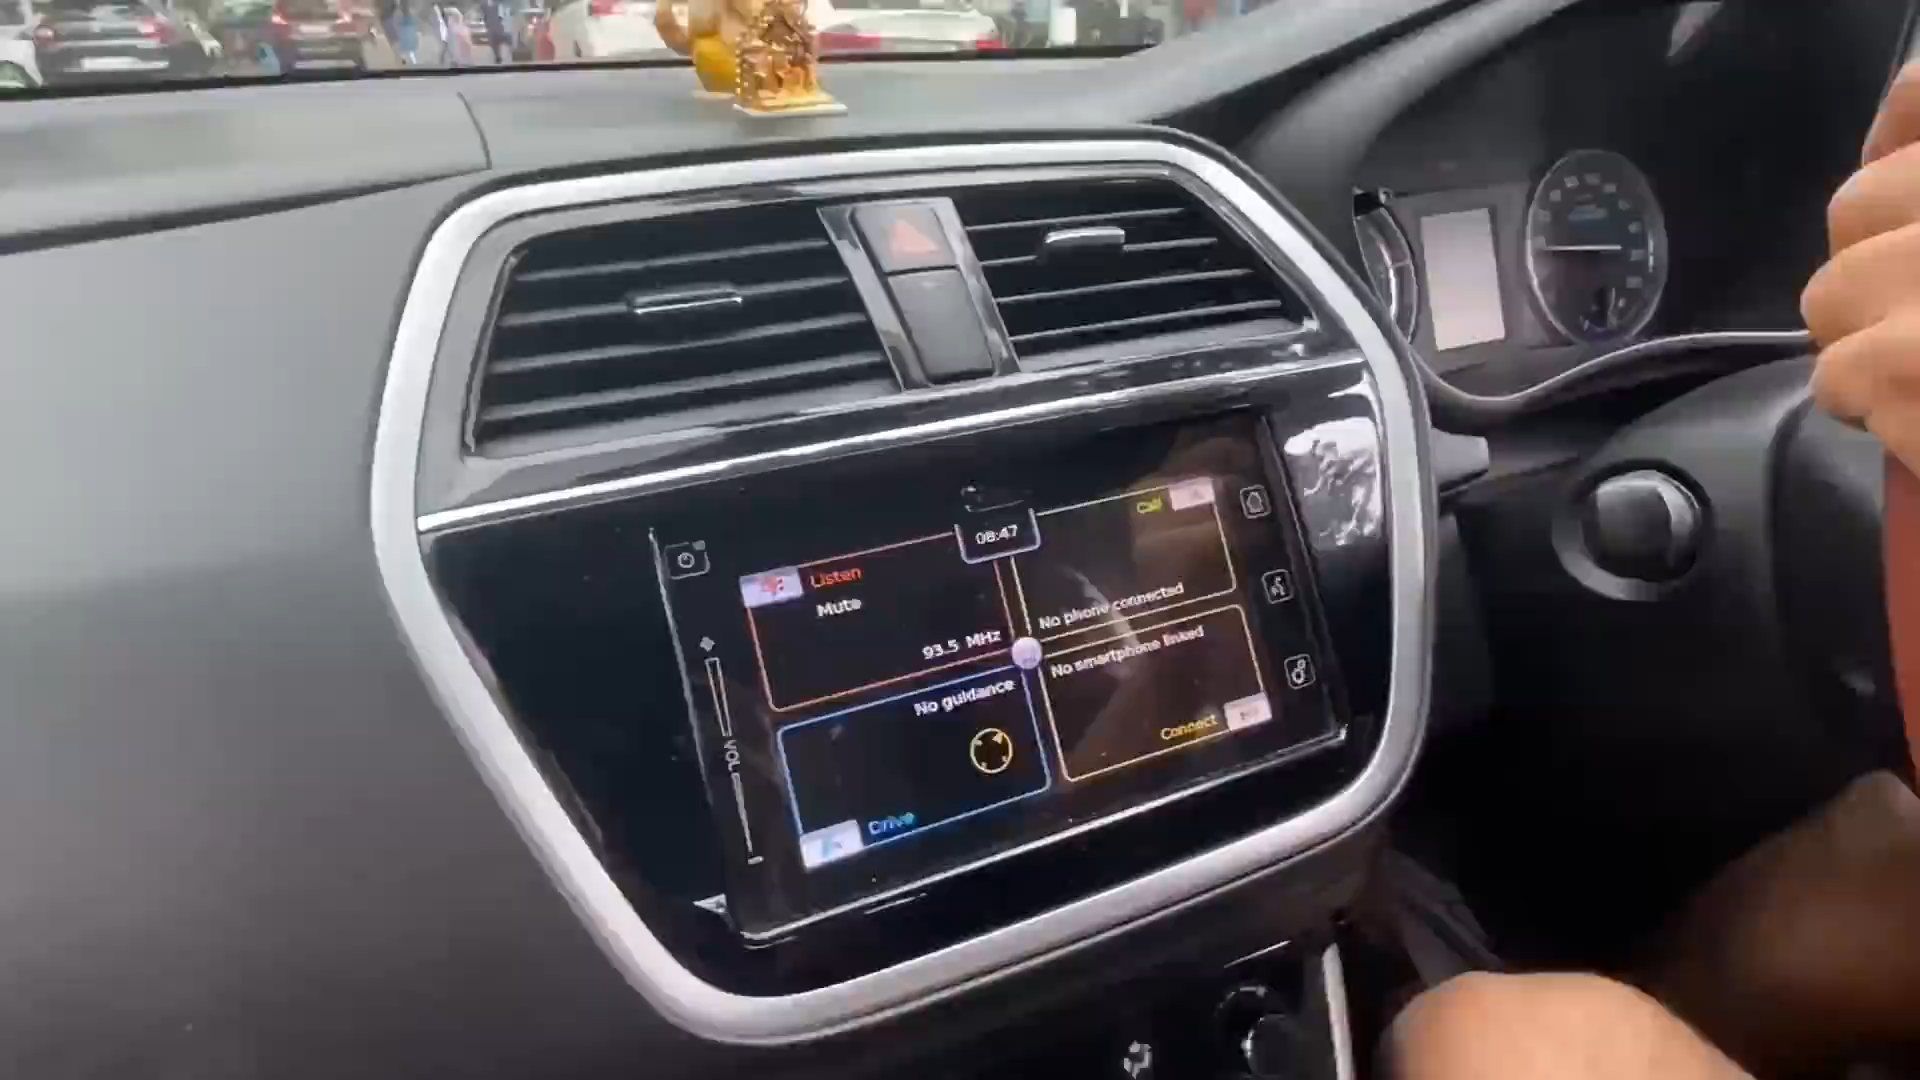 08:47
Listen
Mute
93.5 MHz
Call
No phone connected
No guidance
Drive
No smartphone linked
Connect
VOL